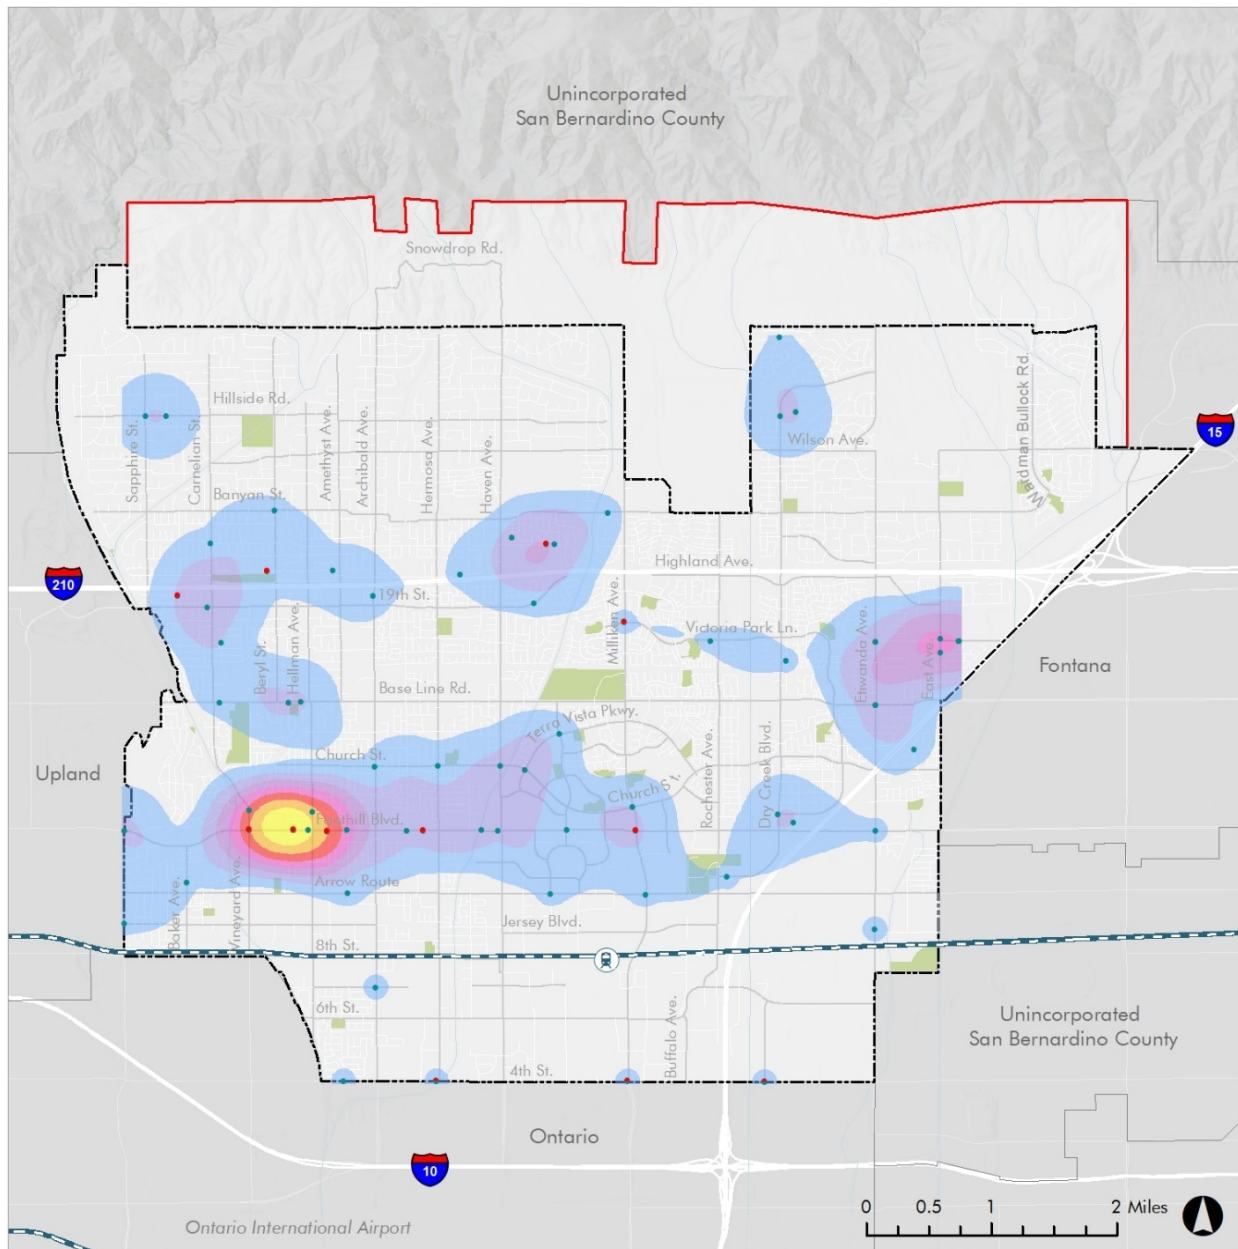 Unincorporated
San Bernardino County
Snowdrop Rd.
Hillside Rd.
Sapphire St.
Carnelian St.
Amethyst Ave.
Archibald Ave.
Hermosa Ave.
Haven Ave.
Wilson Ave.
Wardman Bullock Rd.
15
Banyan St.
Highland Ave.
210
19th St.
Milliken Ave.
Victoria Park Ln.
Beryl St.
Hellman Ave.
Etiwanda Ave.
East Ave.
Fontana
Base Line Rd.
Terra Vista Pkwy.
Church St.
Upland
Church St.
Rochester Ave.
Day Creek Blvd.
Foothill Blvd.
Arrow Route
Baker Ave.
Vineyard Ave.
Jersey Blvd.
8th St.
6th St.
Buffalo Ave.
Unincorporated
San Bernardino County
4th St.
Ontario
10
0 0.5 1 2 Miles
Ontario International Airport